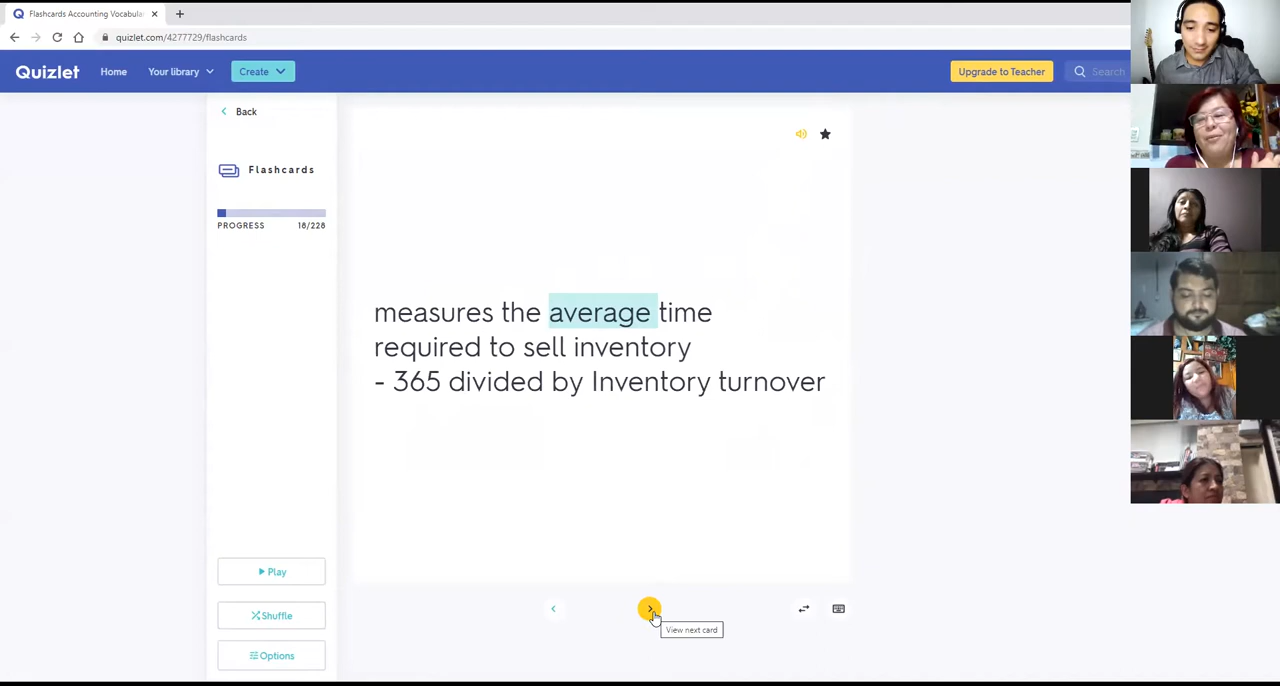 Flashcards Accounting Vocabula
quizlet.com/4277729/flashcards
Quizlet Home Your library Create Upgrade to Teacher Search
Back
Flashcards
PROGRESS 18/228
measures the average time
required to sell inventory
- 365 divided by Inventory turnover
Play
Shuffle
Options
View next card